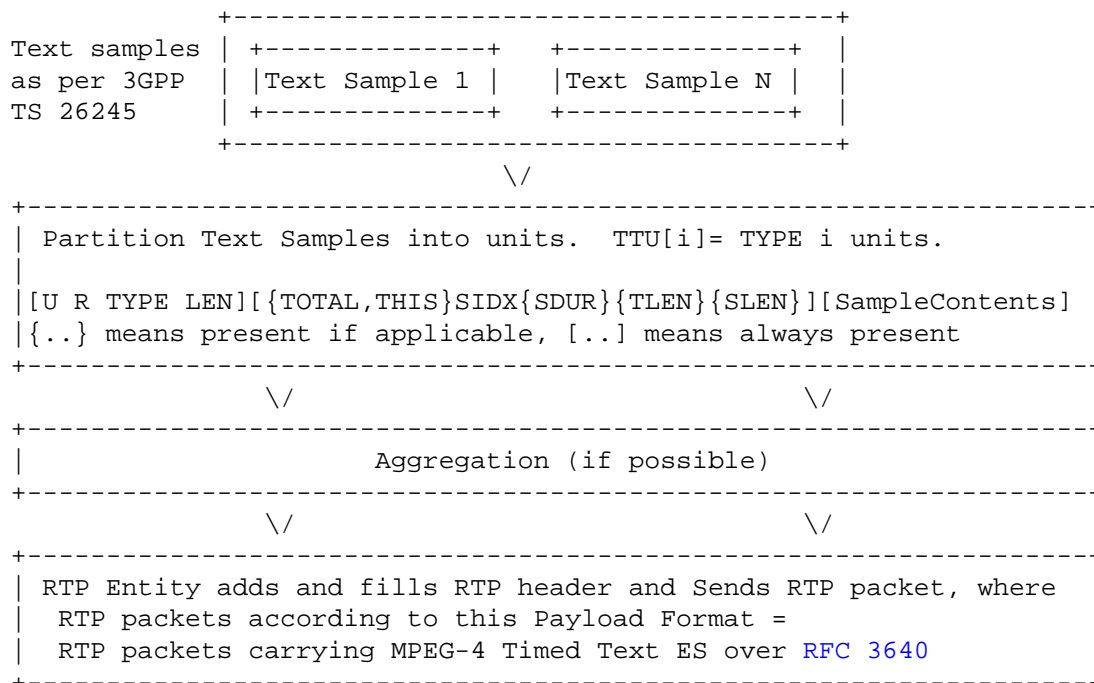 Text samples
as per 3GPP |Text Sample 1 | |Text Sample N |
TS 26245
\/
Partition Text Samples into units.  TTU[i]= TYPE i units.
[U R TYPE LEN][{TOTAL,THIS}SIDX{SDUR}{TLEN}{SLEN}][SampleContents]
{..} means present if applicable, [..] means always present
\/ \/
Aggregation (if possible)
\/ \/
RTP Entity adds and fills RTP header and Sends RTP packet, where
RTP packets according to this Payload Format =
RTP packets carrying MPEG-4 Timed Text ES over RFC 3640